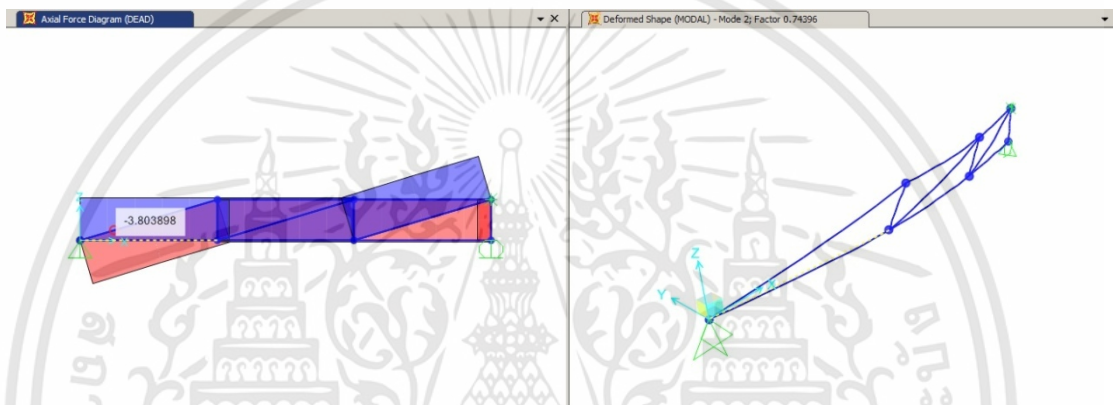 Axial Force Diagram (DEAD)
Deformed Shape (MODAL) - Mode 2; Factor 0.74396
-3.803898
Z
Y
X